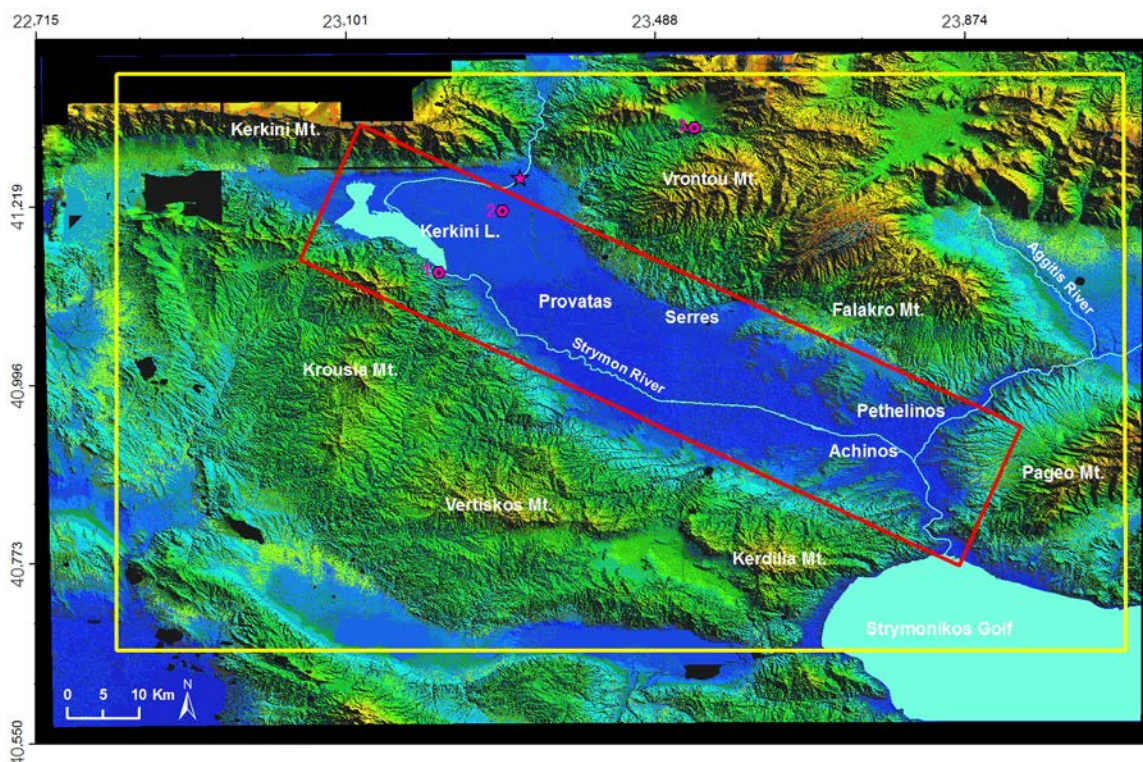 22.715 23.101 23.488 23.874
Kerkini Mt.
3
Vrontou Mt.
41.219
2
Kerkini L.
1
Aggitis River
Provatas
Serres
Falakro Mt.
Strymon River
Krousia Mt.
40.996
Pethelinos
Achinos
Pageo Mt.
Vertiskos Mt.
Kerdilia Mt.
40.773
Strymonikos Golf
0 5 10 Km
N
40.550